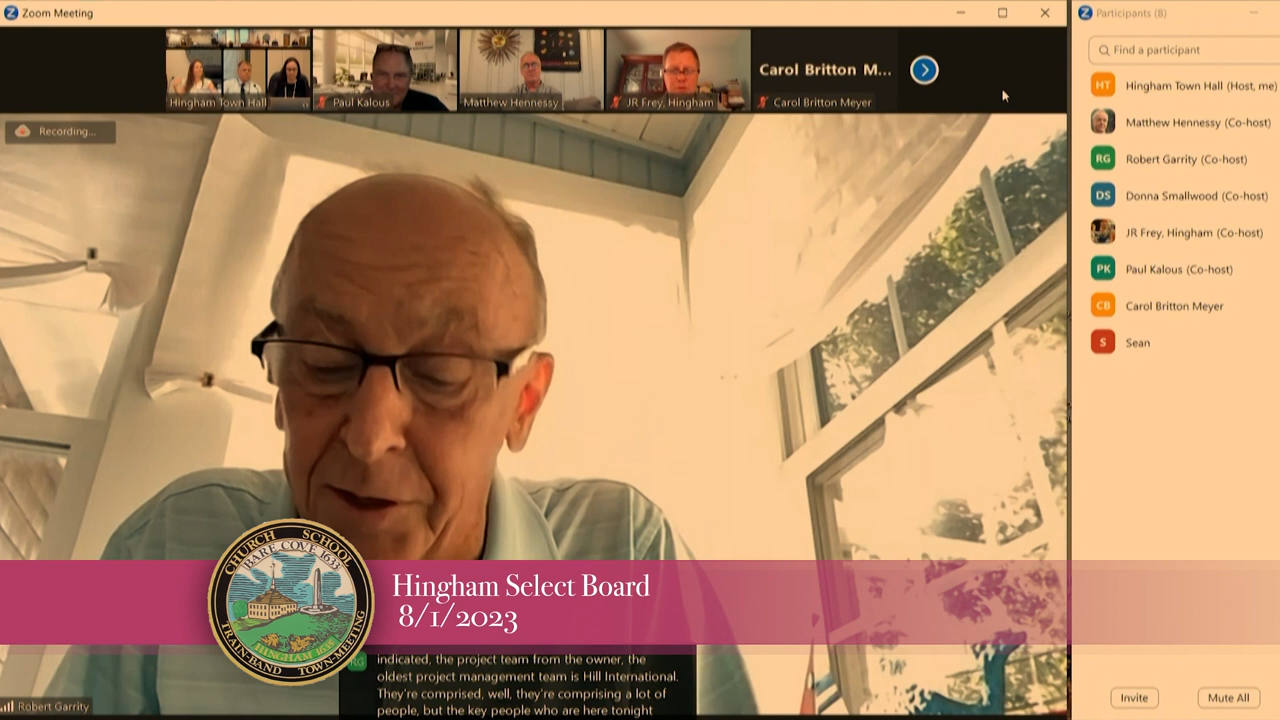 Zoom Meeting
Participants (8)
Find a participant
Carol Britton M...
Hingham Town Hall
Paul Kalous
Matthew Hennessy
JR Frey, Hingham
Carol Britton Meyer
Recording...
HT Hingham Town Hall (Host, me)
Matthew Hennessy (Co-host)
RG Robert Garrity (Co-host)
DS Donna Smallwood (Co-host)
JR Frey, Hingham (Co-host)
PK Paul Kalous (Co-host)
CB Carol Britton Meyer
S Sean
CHURCH SCHOOL
BARE COVE 1633
HINGHAM 1635
TRAIN-BAND TOWN-MEETING
Hingham Select Board
8/1/2023
RG
indicated, the project team from the owner, the
oldest project management team is Hill International.
They're comprised, well, they're comprising a lot of
people, but the key people who are here tonight
Robert Garrity
Invite
Mute All